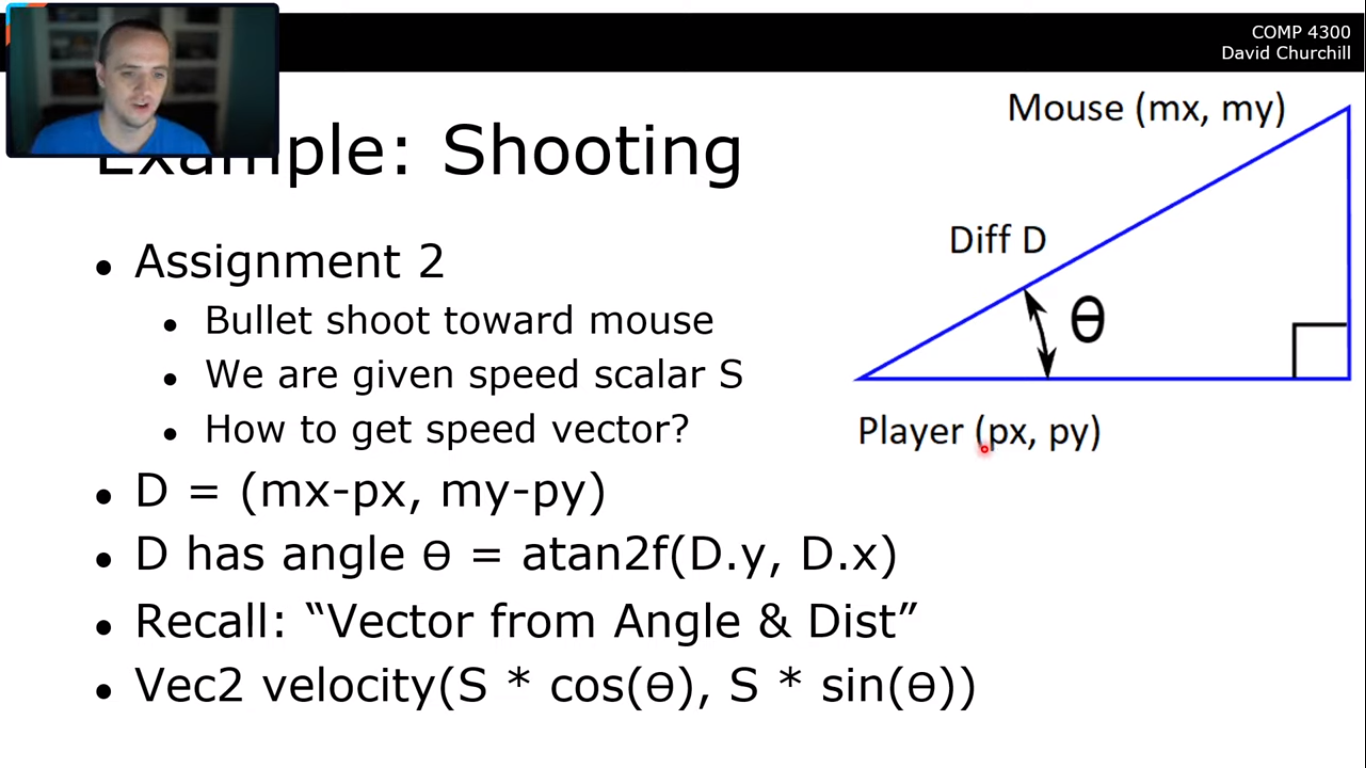 COMP 4300
David Churchill
Example: Shooting
Mouse (mx, my)
Diff D
θ
Player (px, py)
• Assignment 2
• Bullet shoot toward mouse
• We are given speed scalar S
• How to get speed vector?
• D = (mx-px, my-py)
• D has angle ɵ = atan2f(D.y, D.x)
• Recall: “Vector from Angle & Dist”
• Vec2 velocity(S * cos(ɵ), S * sin(ɵ))